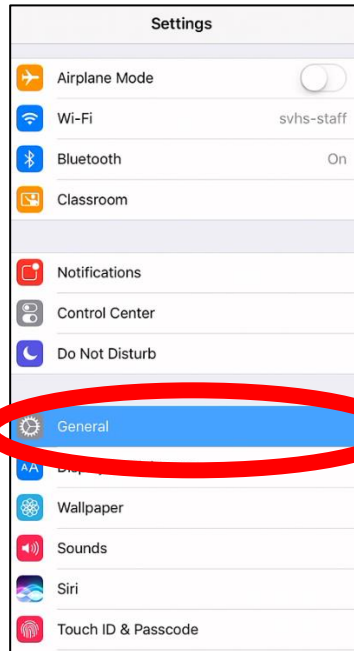 Settings
Airplane Mode
Wi-Fi svhs-staff
Bluetooth On
Classroom
Notifications
Control Center
Do Not Disturb
General
AA
Wallpaper
Sounds
Siri
Touch ID & Passcode